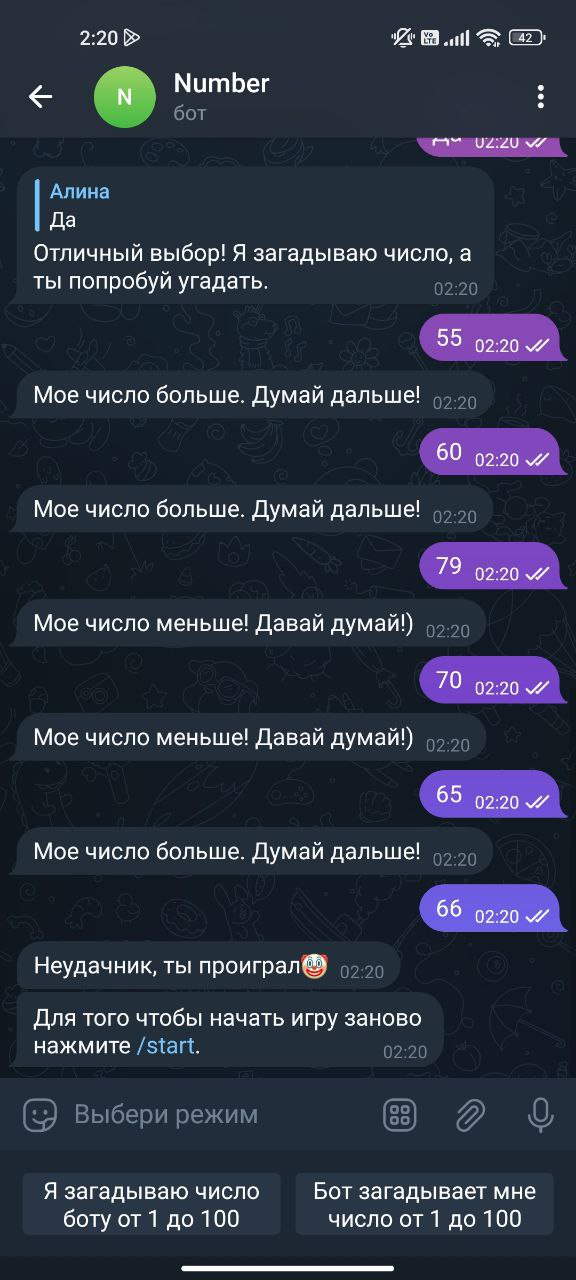 2:20
Vo LTE
42
N
Number
бот
Да 02:20
Алина
Да
Отличный выбор! Я загадываю число, а
ты попробуй угадать.
02:20
55 02:20
Мое число больше. Думай дальше! 02:20
60 02:20
Мое число больше. Думай дальше! 02:20
79 02:20
Мое число меньше! Давай думай!) 02:20
70 02:20
Мое число меньше! Давай думай!) 02:20
65 02:20
Мое число больше. Думай дальше! 02:20
66 02:20
Неудачник, ты проиграл🤡 02:20
Для того чтобы начать игру заново
нажмите /start.
02:20
Выбери режим
Я загадываю число
боту от 1 до 100
Бот загадывает мне
число от 1 до 100